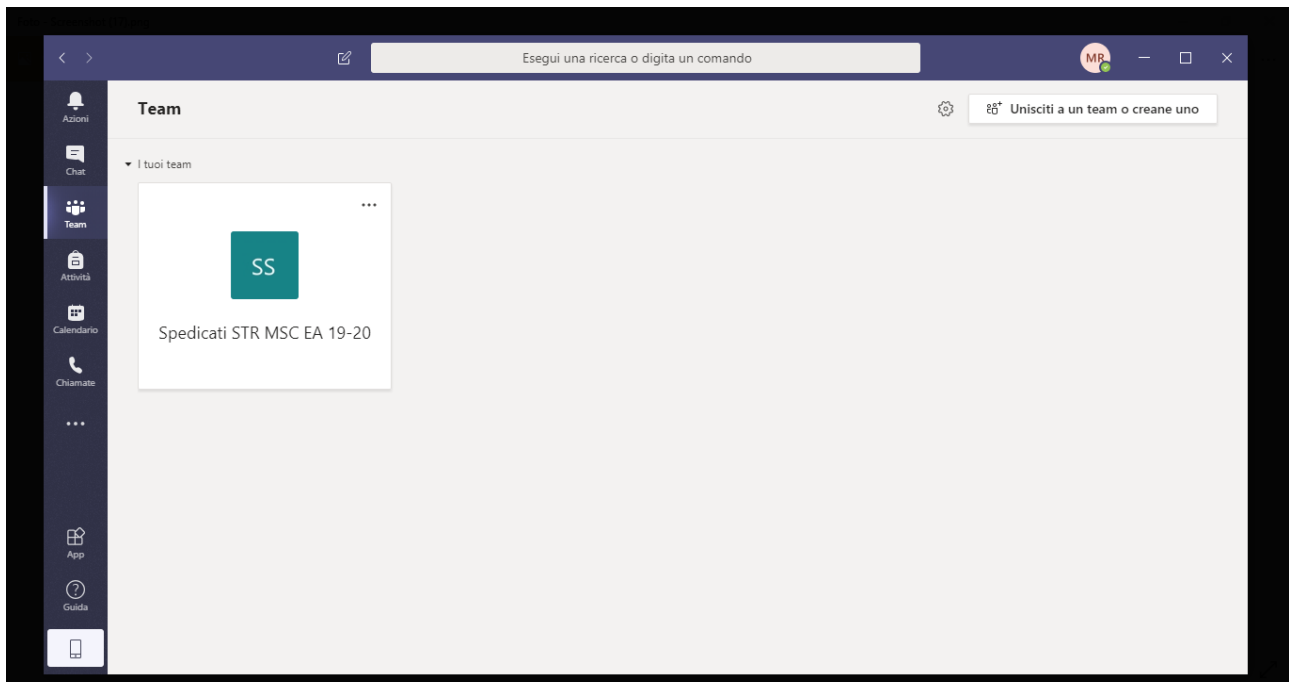 Esegui una ricerca o digita un comando
MR
Azioni
Chat
Team
Attività
Calendario
Chiamate
App
Guida
Team
Unisciti a un team o creane uno
I tuoi team
SS
Spedicati STR MSC EA 19-20